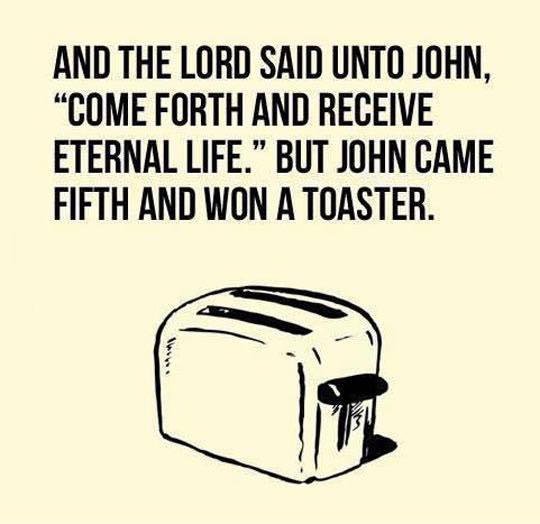 AND THE LORD SAID UNTO JOHN,
“COME FORTH AND RECEIVE
ETERNAL LIFE.” BUT JOHN CAME
FIFTH AND WON A TOASTER.